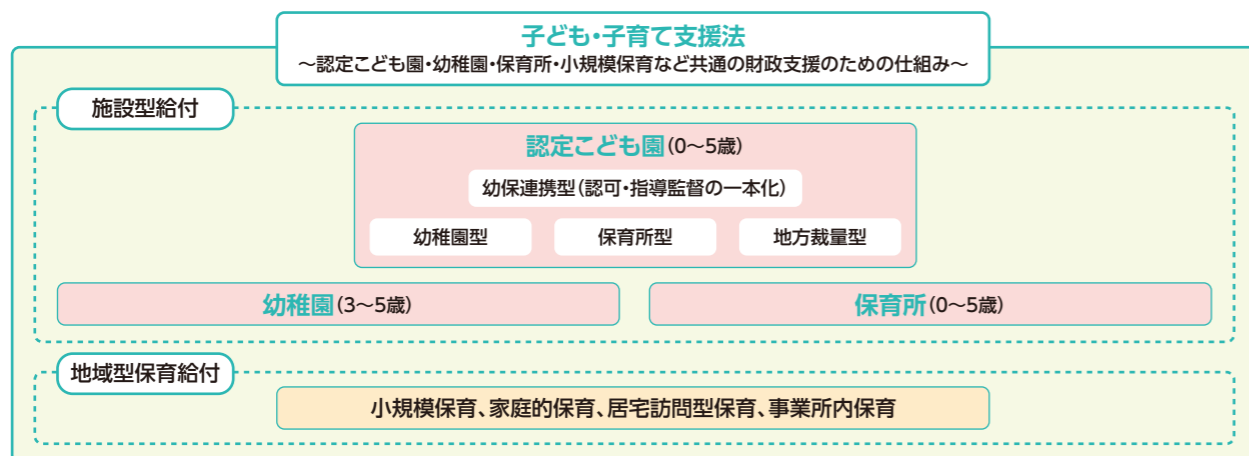 子ども・子育て支援法
～認定こども園・幼稚園・保育所・小規模保育など共通の財政支援のための仕組み～
施設型給付
認定こども園(0～5歳)
幼保連携型(認可・指導監督の一本化)
幼稚園型
保育所型
地方裁量型
幼稚園(3～5歳)
保育所(0～5歳)
地域型保育給付
小規模保育、家庭的保育、居宅訪問型保育、事業所内保育